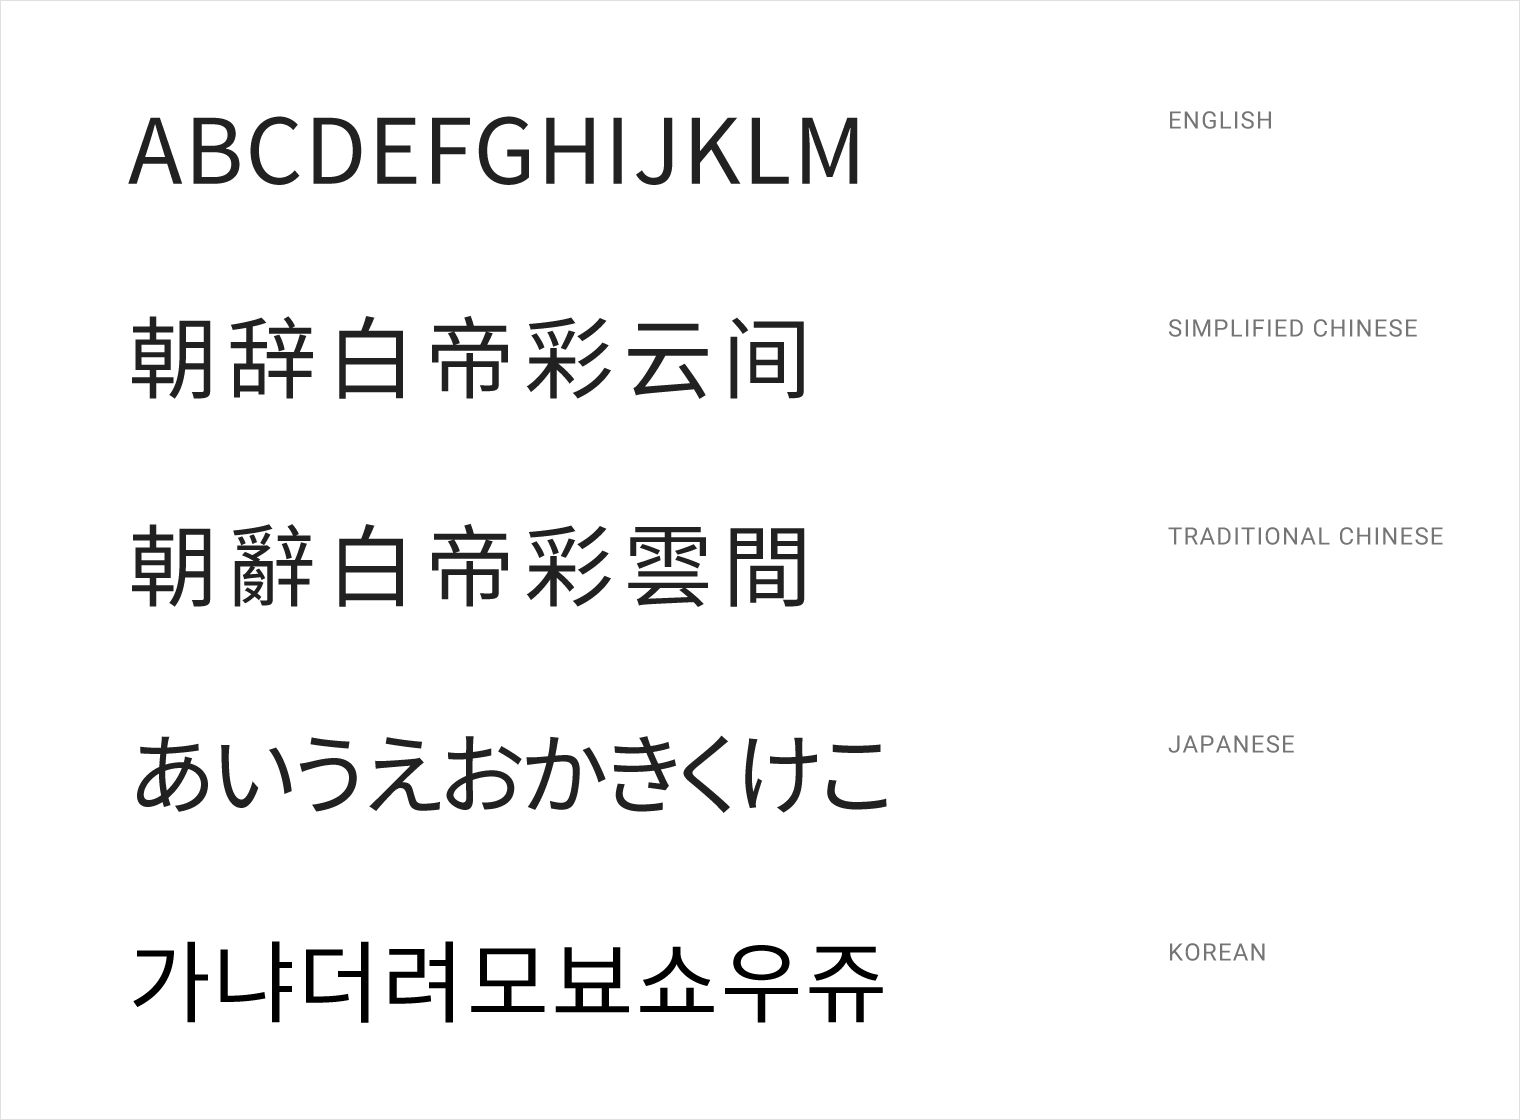 ABCDEFGHIJKLM ENGLISH
朝辞白帝彩云间 SIMPLIFIED CHINESE
朝辭白帝彩雲間 TRADITIONAL CHINESE
あいうえおかきくけこ JAPANESE
가냐더려모뵤쇼우쥬 KOREAN